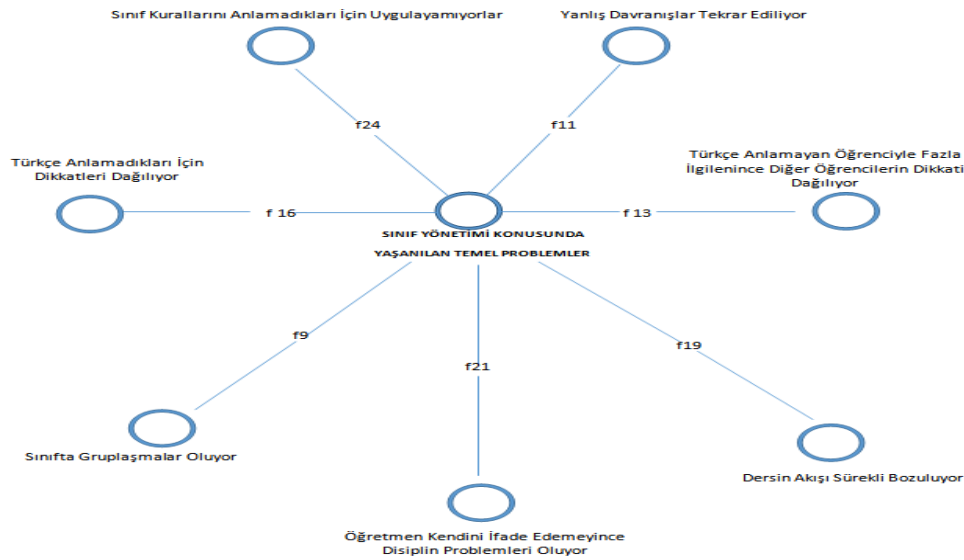 Sınıf Kurallarını Anlamadıkları İçin Uygulayamıyorlar
Yanlış Davranışlar Tekrar Ediliyor
f24
f11
Türkçe Anlamadıkları İçin
Dikkatleri Dağılıyor
Türkçe Anlamayan Öğrenciyle Fazla
İlgilenince Diğer Öğrencilerin Dikkati
Dağılıyor
f 16
f 13
SINIF YÖNETİMİ KONUSUNDA
YAŞANILAN TEMEL PROBLEMLER
f9
f21
f19
Sınıfta Gruplaşmalar Oluyor
Dersin Akışı Sürekli Bozuluyor
Öğretmen Kendini İfade Edemeyince
Disiplin Problemleri Oluyor